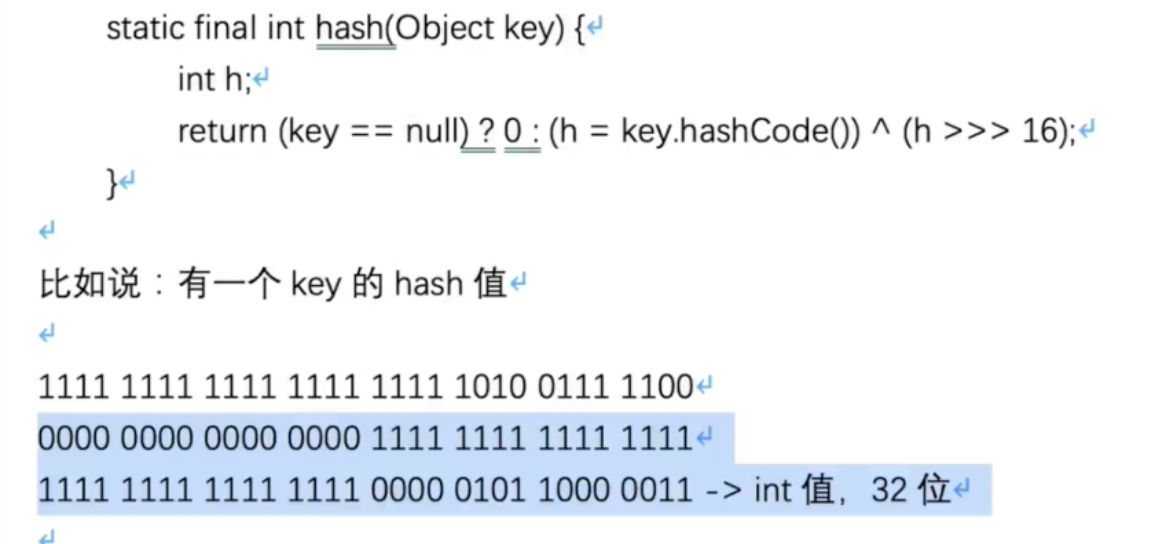 static final int hash(Object key) {
int h;
return (key == null) ? 0 : (h = key.hashCode()) ^ (h >>> 16);
}
比如说：有一个 key 的 hash 值
1111 1111 1111 1111 1111 1010 0111 1100
0000 0000 0000 0000 1111 1111 1111 1111
1111 1111 1111 1111 0000 0101 1000 0011 -> int 值，32 位